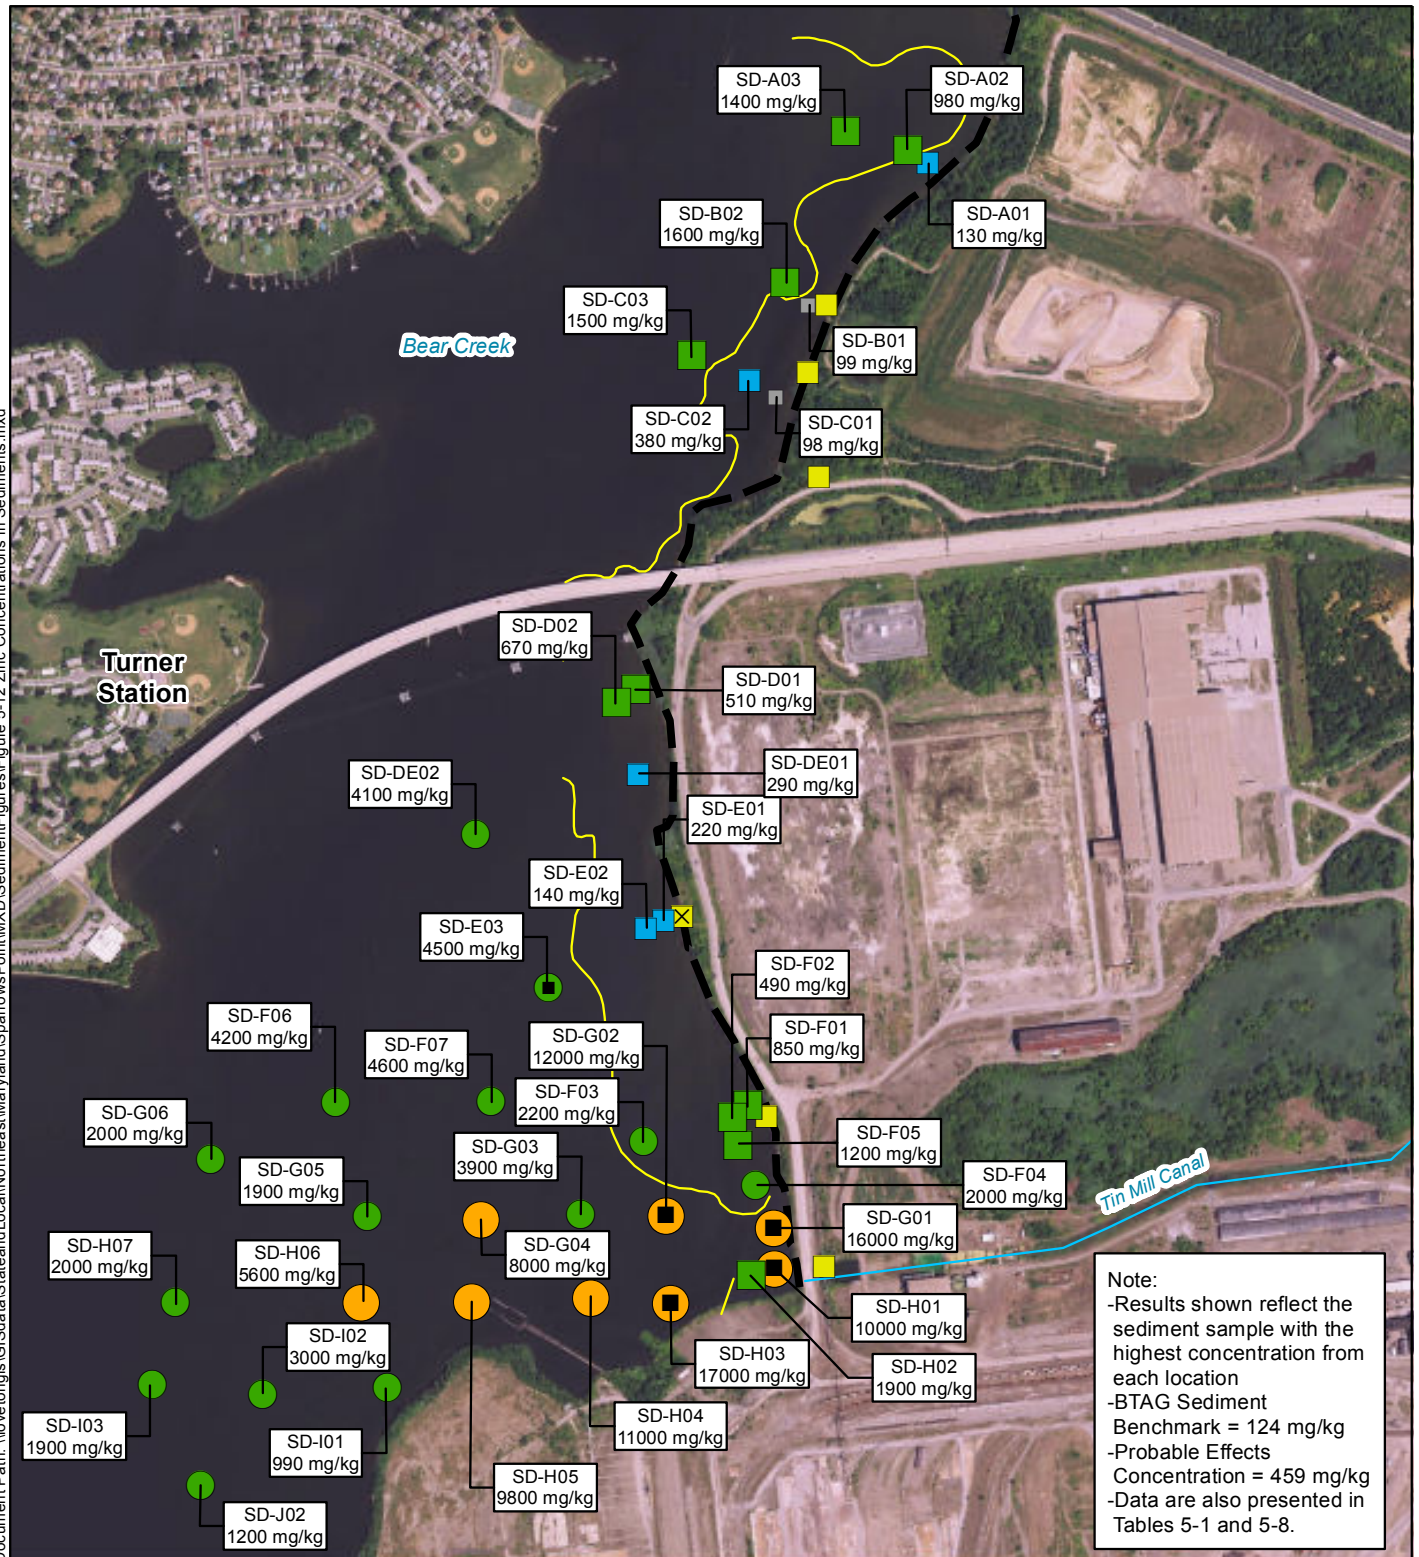 SD-A03
1400 mg/kg
SD-A02
980 mg/kg
SD-A01
130 mg/kg
SD-B02
1600 mg/kg
SD-C03
1500 mg/kg
Bear Creek
SD-B01
99 mg/kg
SD-C02
380 mg/kg
SD-C01
98 mg/kg
SD-D02
670 mg/kg
Turner
Station
SD-D01
510 mg/kg
SD-DE02
4100 mg/kg
SD-DE01
290 mg/kg
SD-E01
220 mg/kg
SD-E02
140 mg/kg
SD-E03
4500 mg/kg
SD-F02
490 mg/kg
SD-F06
4200 mg/kg
SD-G02
12000 mg/kg
SD-F01
850 mg/kg
SD-F07
4600 mg/kg
SD-F03
2200 mg/kg
SD-G06
2000 mg/kg
SD-G03
3900 mg/kg
SD-F05
1200 mg/kg
SD-G05
1900 mg/kg
SD-F04
2000 mg/kg
Tin Mill Canal
SD-G01
16000 mg/kg
SD-H07
2000 mg/kg
SD-H06
5600 mg/kg
SD-G04
8000 mg/kg
SD-H01
10000 mg/kg
SD-I02
3000 mg/kg
SD-H03
17000 mg/kg
SD-H02
1900 mg/kg
SD-I03
1900 mg/kg
SD-I01
990 mg/kg
SD-H04
11000 mg/kg
SD-H05
9800 mg/kg
SD-J02
1200 mg/kg
Note:
-Results shown reflect the
sediment sample with the
highest concentration from
each location
-BTAG Sediment
Benchmark = 124 mg/kg
-Probable Effects
Concentration = 459 mg/kg
-Data are also presented in
Tables 5-1 and 5-8.